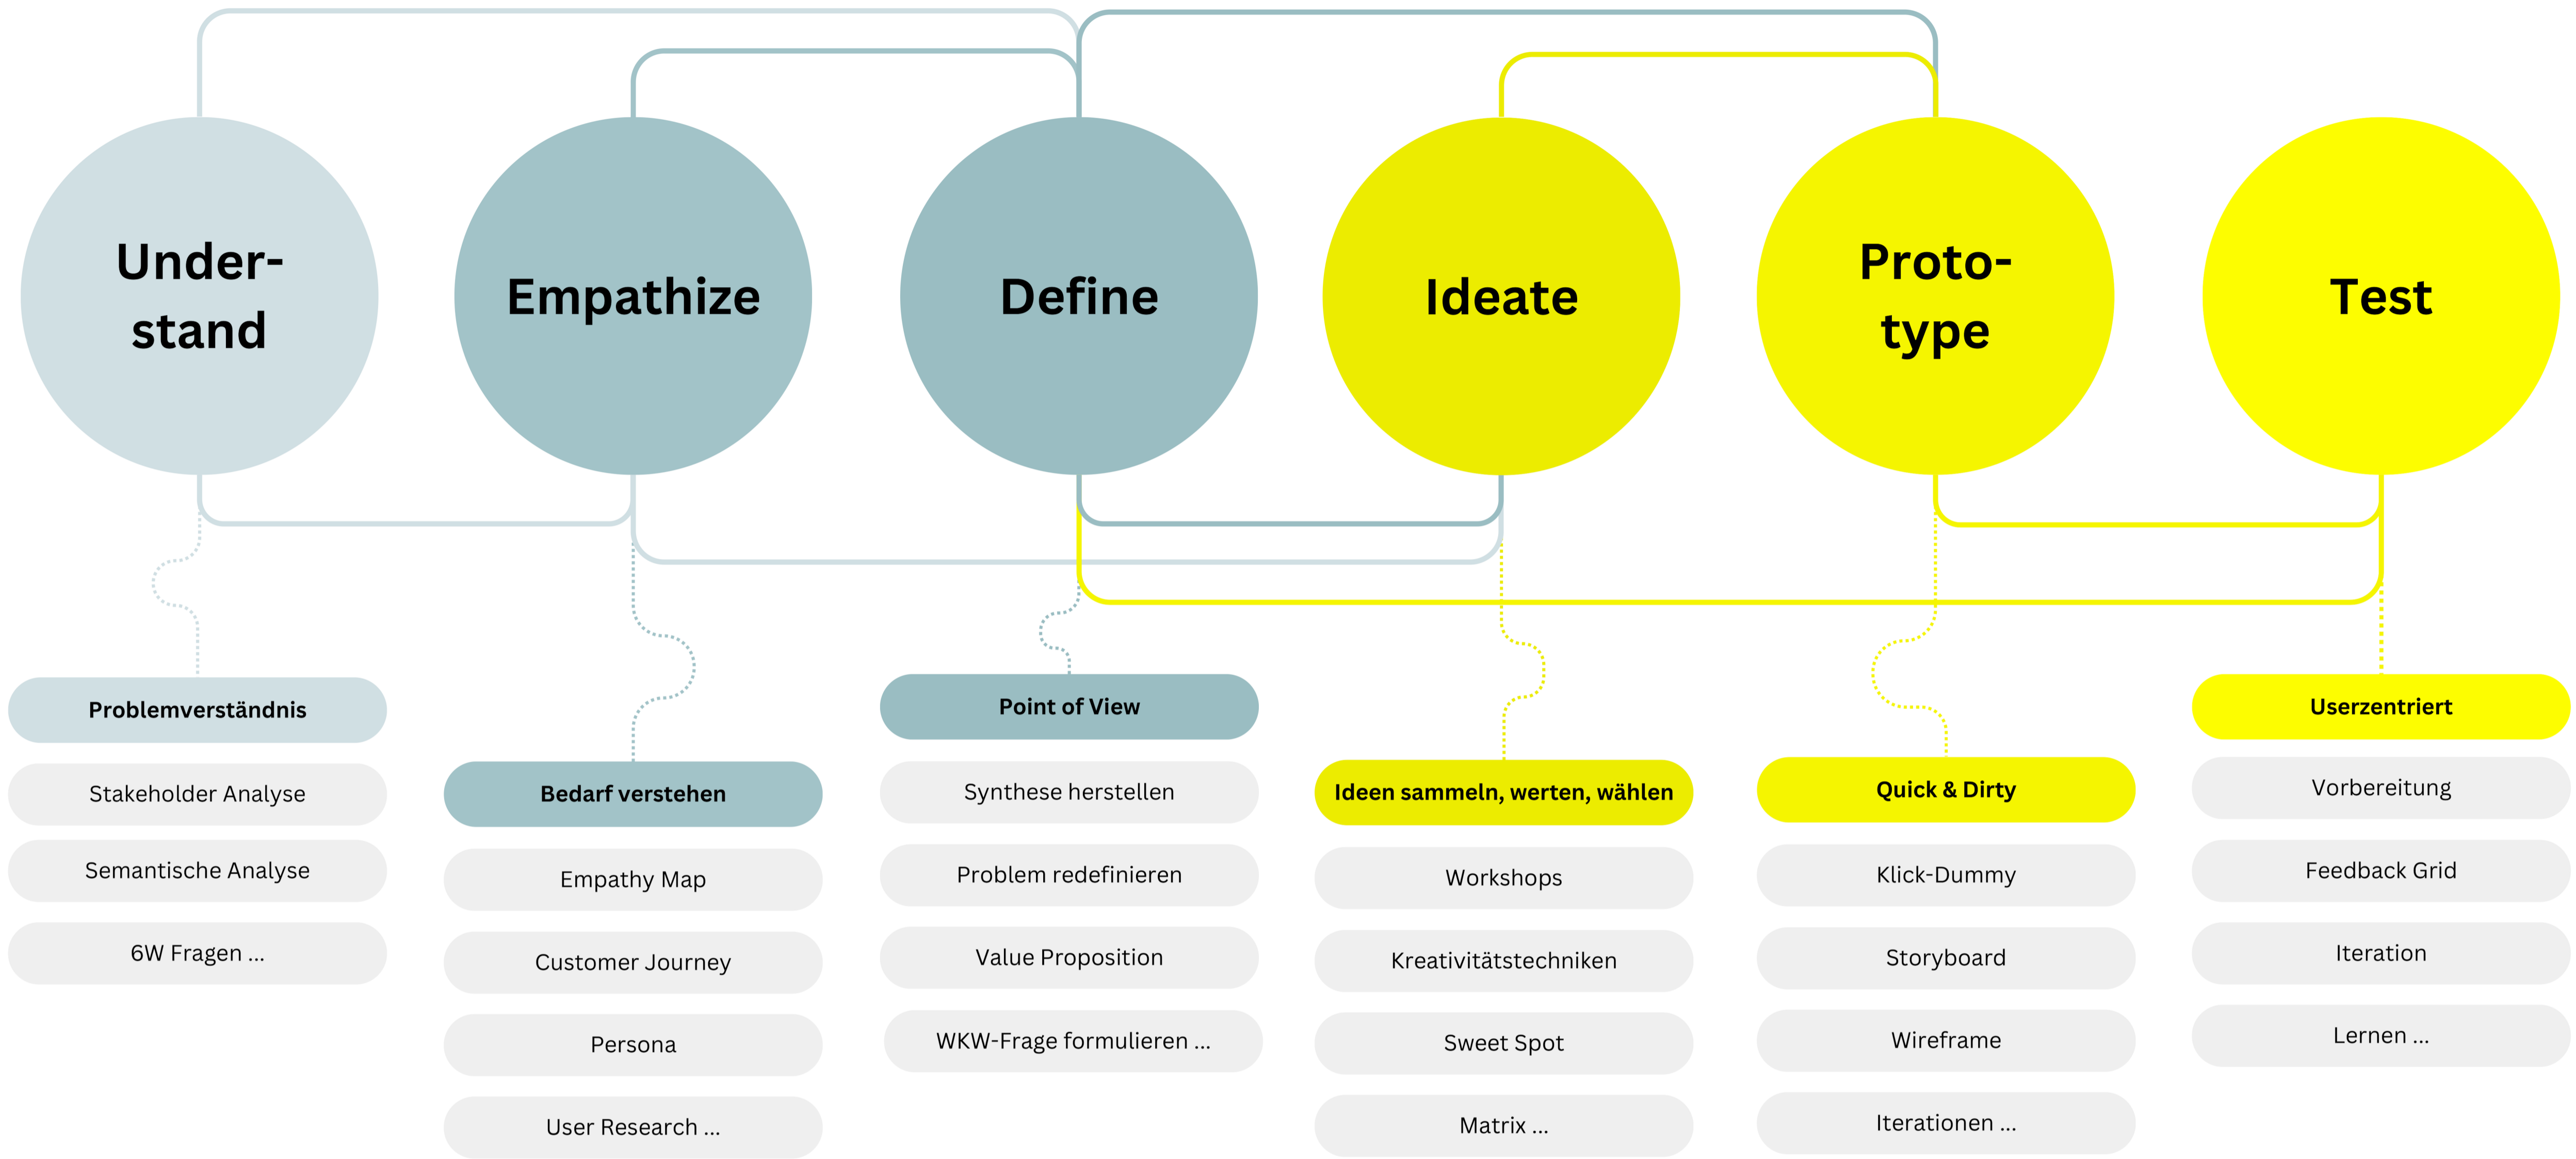 Under-
stand
Empathize
Define
Ideate
Proto-
type
Test
Problemverständnis
Stakeholder Analyse
Semantische Analyse
6W Fragen ...
Bedarf verstehen
Empathy Map
Customer Journey
Persona
User Research ...
Point of View
Synthese herstellen
Problem redefinieren
Value Proposition
WKW-Frage formulieren ...
Ideen sammeln, werten, wählen
Workshops
Kreativitätstechniken
Sweet Spot
Matrix ...
Quick & Dirty
Klick-Dummy
Storyboard
Wireframe
Iterationen ...
Userzentriert
Vorbereitung
Feedback Grid
Iteration
Lernen ...